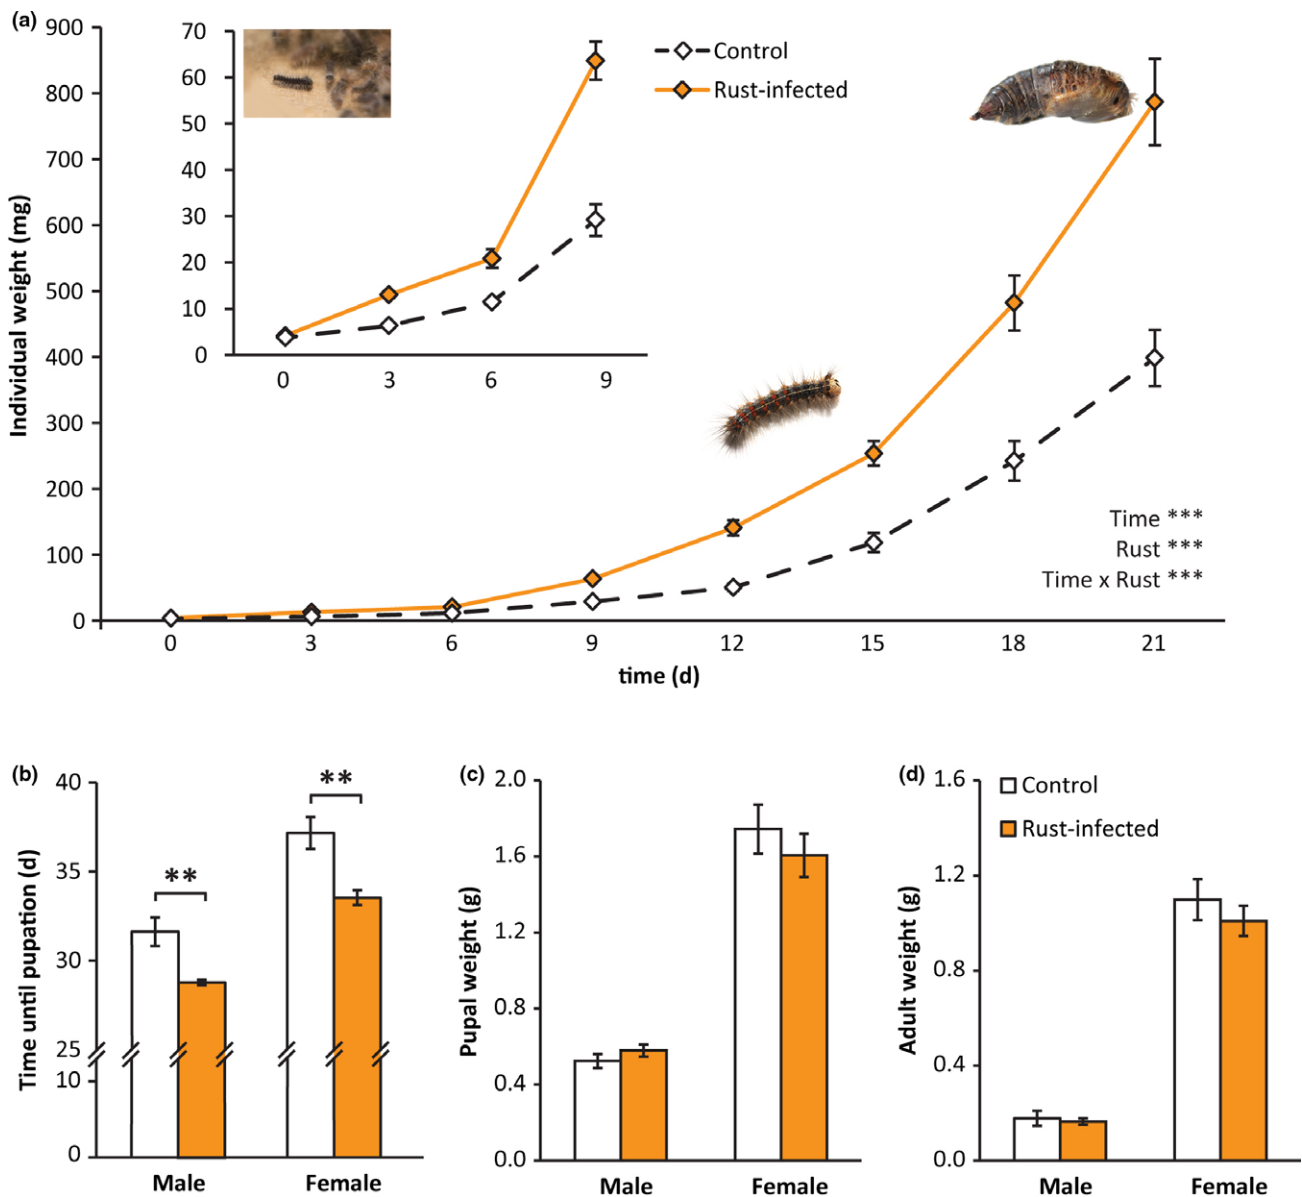 (a)
Individual weight (mg)
900
800
700
600
500
400
300
200
100
0
70
60
50
40
30
20
10
0
0 3 6 9
Control
Rust-infected
Time ***
Rust ***
Time x Rust ***
0 3 6 9 12 15 18 21
time (d)
(b)
Time until pupation (d)
40
35
30
25
10
0
**
**
Male Female
(c)
Pupal weight (g)
2.0
1.6
1.2
0.8
0.4
0.0
Male Female
(d)
Adult weight (g)
1.6
1.2
0.8
0.4
0.0
Control
Rust-infected
Male Female